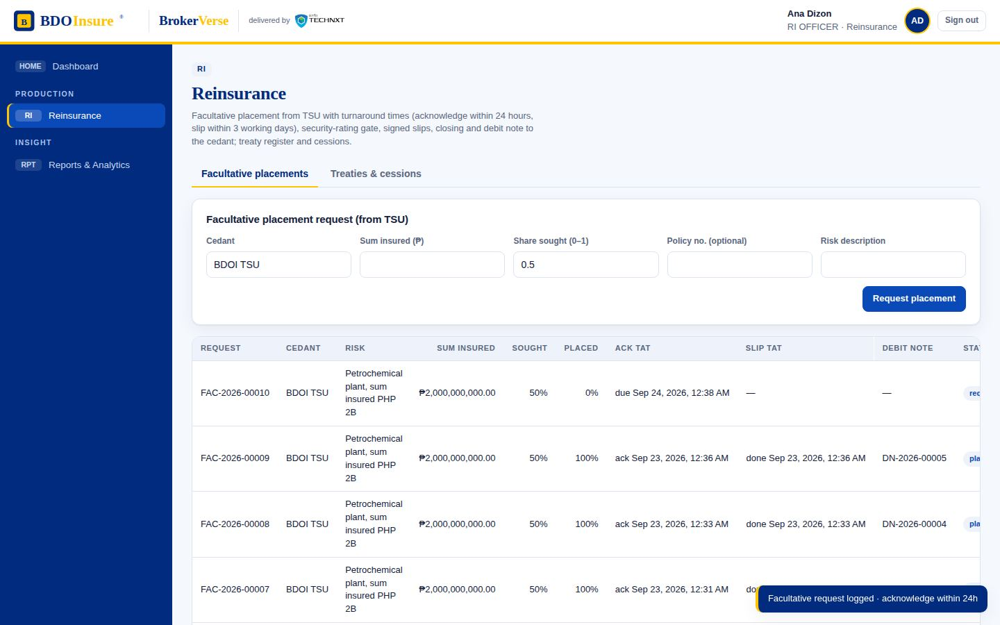 B BDOInsure ®
BrokerVerse
delivered by
TECHNXT
Ana Dizon
RI OFFICER · Reinsurance
AD
Sign out
HOME Dashboard
PRODUCTION
RI Reinsurance
INSIGHT
RPT Reports & Analytics
RI
Reinsurance
Facultative placement from TSU with turnaround times (acknowledge within 24 hours,
slip within 3 working days), security-rating gate, signed slips, closing and debit note to
the cedant; treaty register and cessions.
Facultative placements Treaties & cessions
Facultative placement request (from TSU)
Cedant Sum insured (₱) Share sought (0–1) Policy no. (optional) Risk description
BDOI TSU 0.5
Request placement
REQUEST CEDANT RISK SUM INSURED SOUGHT PLACED ACK TAT SLIP TAT DEBIT NOTE
Petrochemical
plant, sum
insured PHP
2B
FAC-2026-00010 BDOI TSU ₱2,000,000,000.00 50% 0% due Sep 24, 2026, 12:38 AM — —
Petrochemical
plant, sum
insured PHP
2B
FAC-2026-00009 BDOI TSU ₱2,000,000,000.00 50% 100% ack Sep 23, 2026, 12:36 AM done Sep 23, 2026, 12:36 AM DN-2026-00005
Petrochemical
plant, sum
insured PHP
2B
FAC-2026-00008 BDOI TSU ₱2,000,000,000.00 50% 100% ack Sep 23, 2026, 12:33 AM done Sep 23, 2026, 12:33 AM DN-2026-00004
Petrochemical
plant, sum
insured PHP
2B
FAC-2026-00007 BDOI TSU ₱2,000,000,000.00 50% 100% ack Sep 23, 2026, 12:31 AM
Facultative request logged · acknowledge within 24h